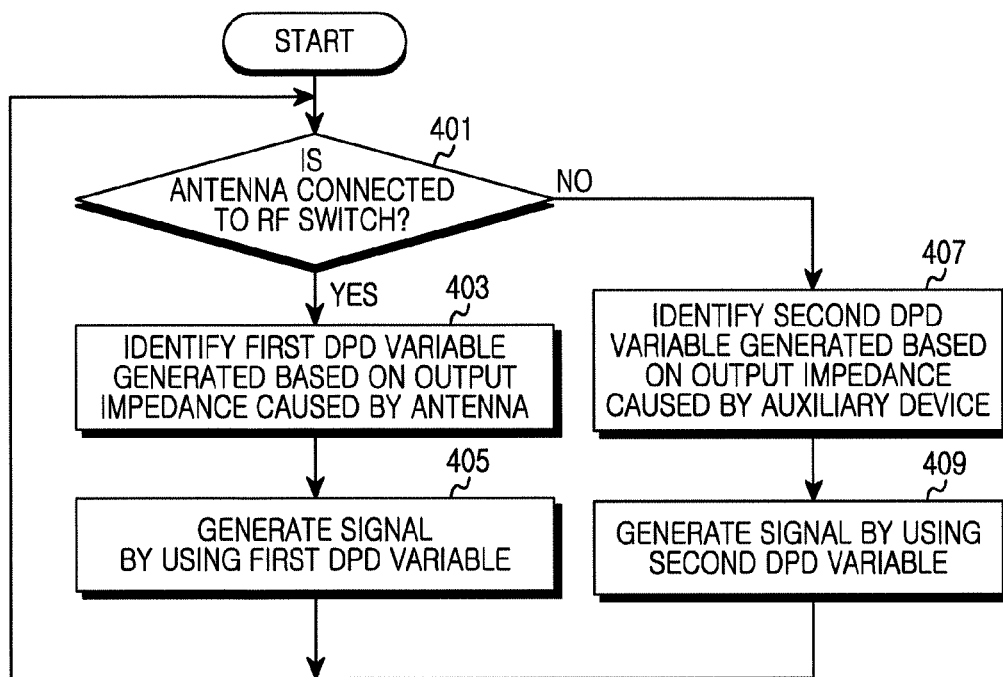 START
401
IS
ANTENNA CONNECTED
TO RF SWITCH?
NO
YES
403
IDENTIFY FIRST DPD VARIABLE
GENERATED BASED ON OUTPUT
IMPEDANCE CAUSED BY ANTENNA
405
GENERATE SIGNAL
BY USING FIRST DPD VARIABLE
407
IDENTIFY SECOND DPD
VARIABLE GENERATED BASED
ON OUTPUT IMPEDANCE
CAUSED BY AUXILIARY DEVICE
409
GENERATE SIGNAL BY USING
SECOND DPD VARIABLE